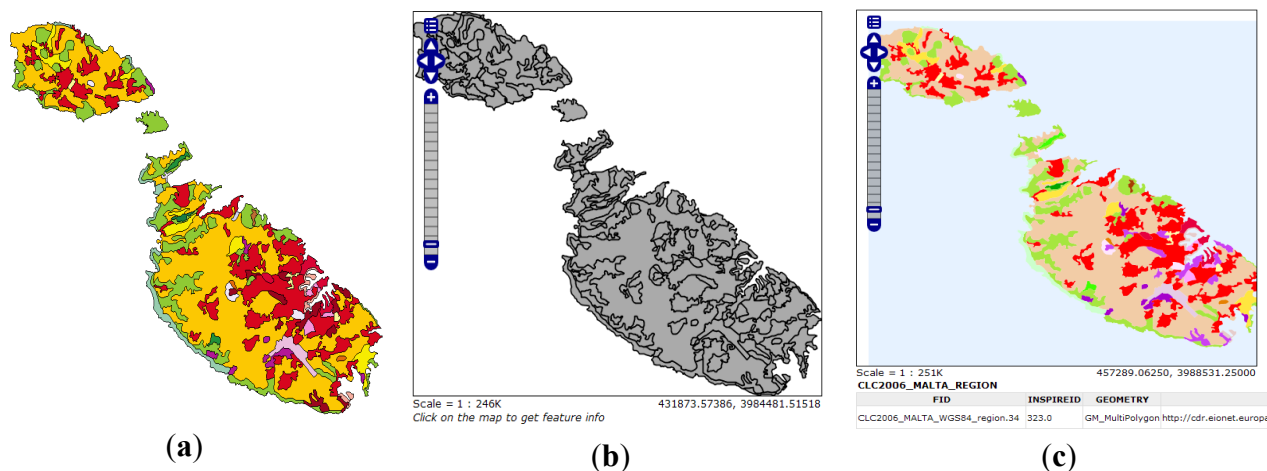 Scale = 1 : 246K
431873.57386, 3984481.51518
Click on the map to get feature info
Scale = 1 : 251K
457289.06250, 3988531.25000
CLC2006_MALTA_REGION
FID INSPIREID GEOMETRY
CLC2006_MALTA_WGS84_region.34 323.0 GM_MultiPolygon http://cdr.eionet.europa
(a) (b) (c)